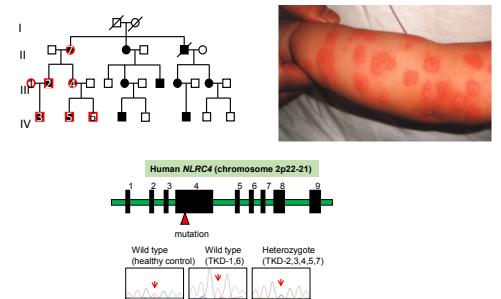 I
II
III
IV
7
1
2
4
3
5
6
Human NLRC4 (chromosome 2p22-21)
1 2 3 4 5 6 7 8 9
mutation
Wild type
(healthy control)
Wild type
(TKD-1,6)
Heterozygote
(TKD-2,3,4,5,7)